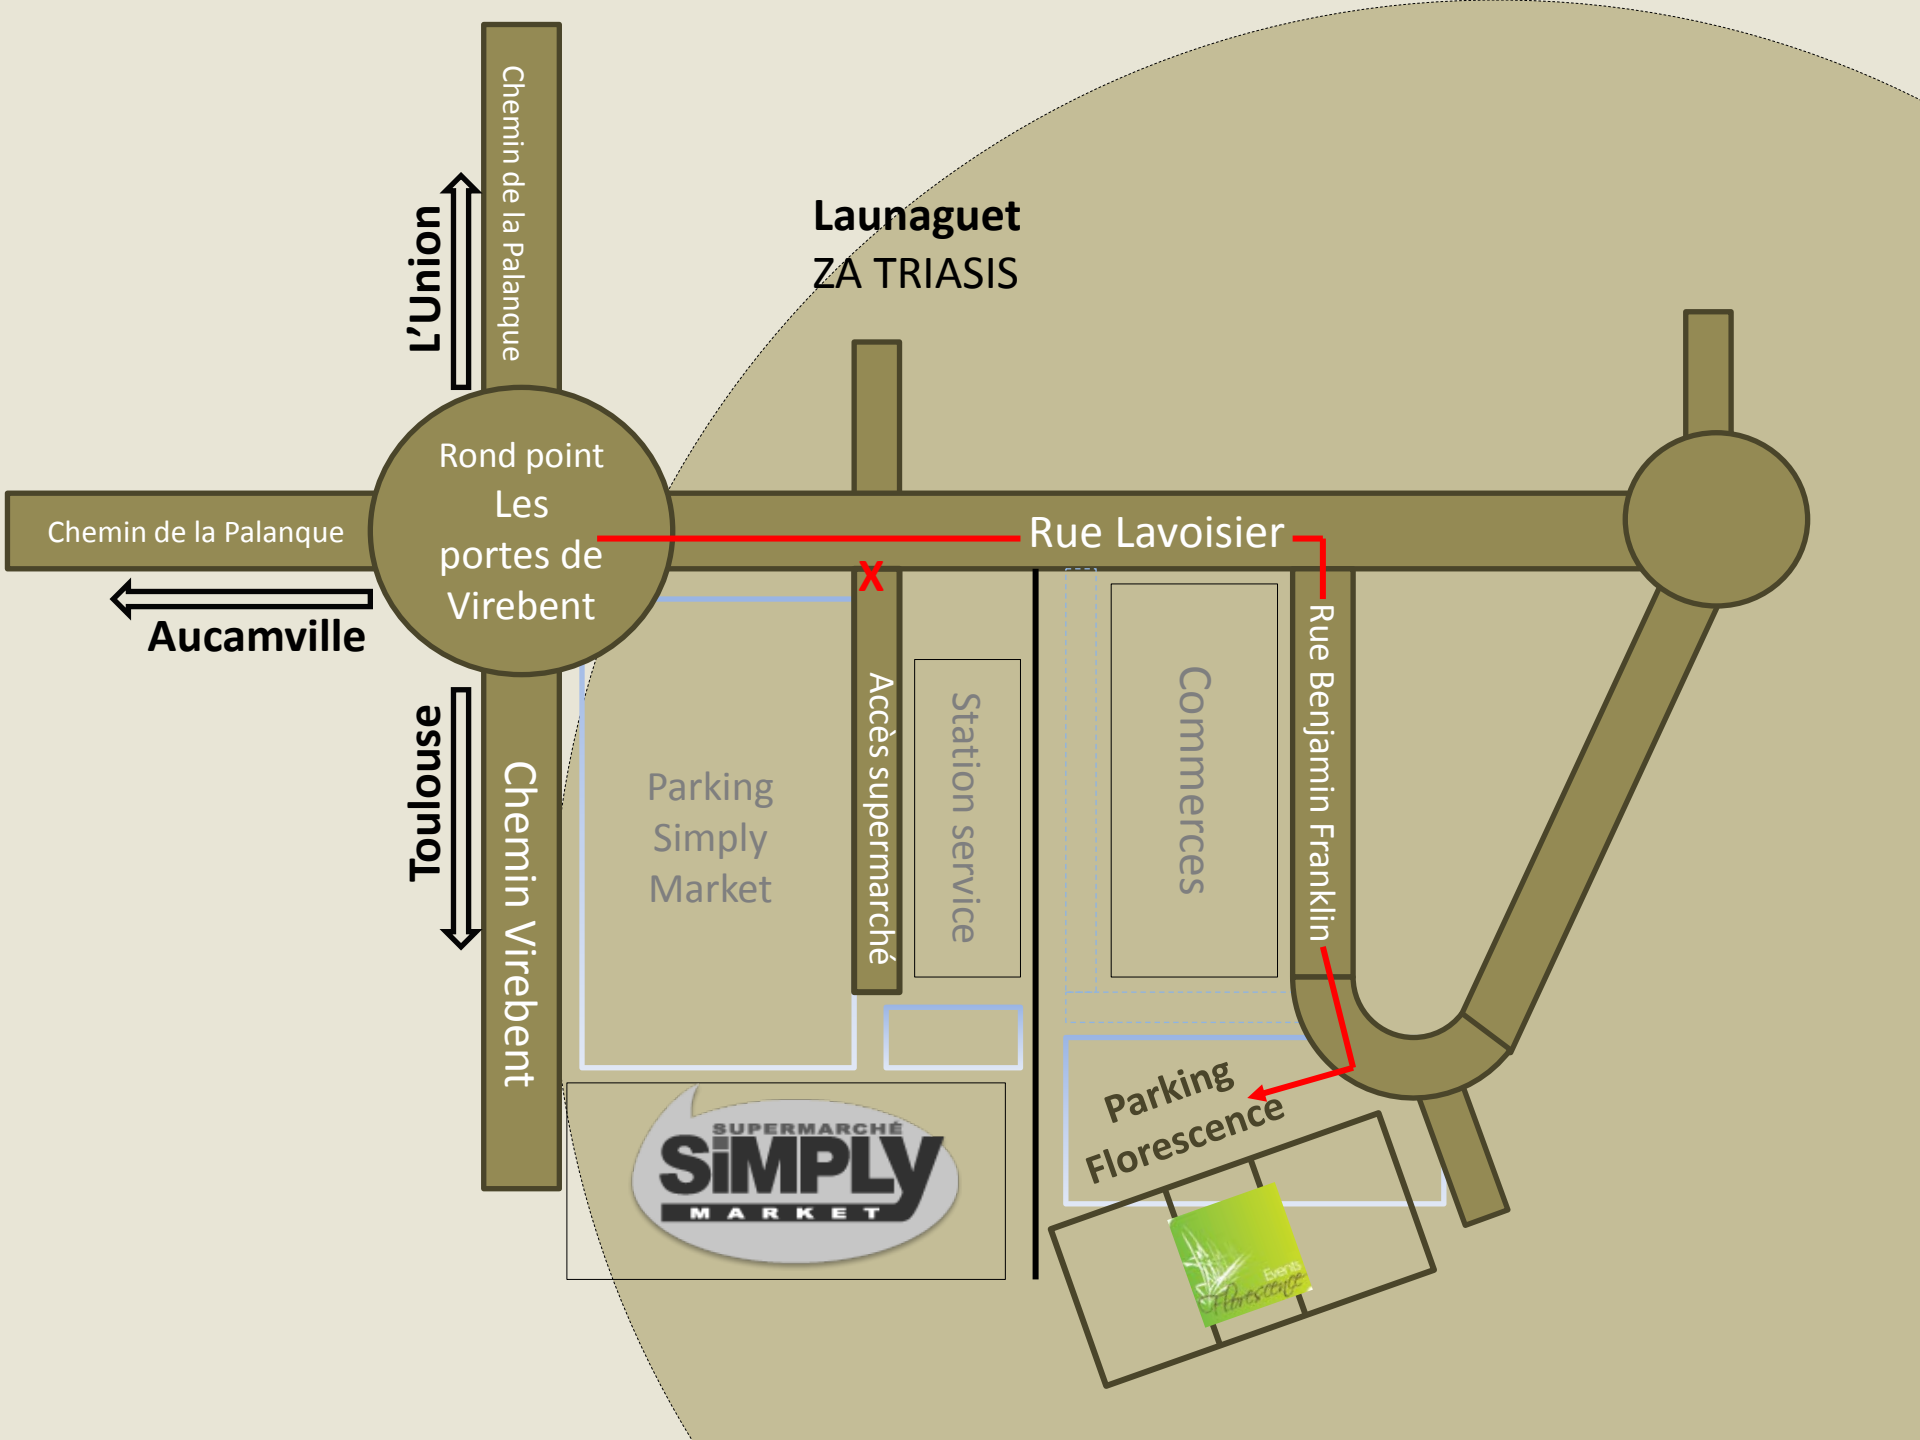 Chemin de la Palanque
L'Union
Launaguet
ZA TRIASIS
Rond point
Les
portes de
Virebent
Chemin de la Palanque
Aucamville
Rue Lavoisier
X
Toulouse
Chemin Virebent
Parking
Simply
Market
Accès supermarché
Station service
Commerces
Rue Benjamin Franklin
Parking
Florescence
SUPERMARCHÉ
SiMPLY
MARKET
Events
Florescence